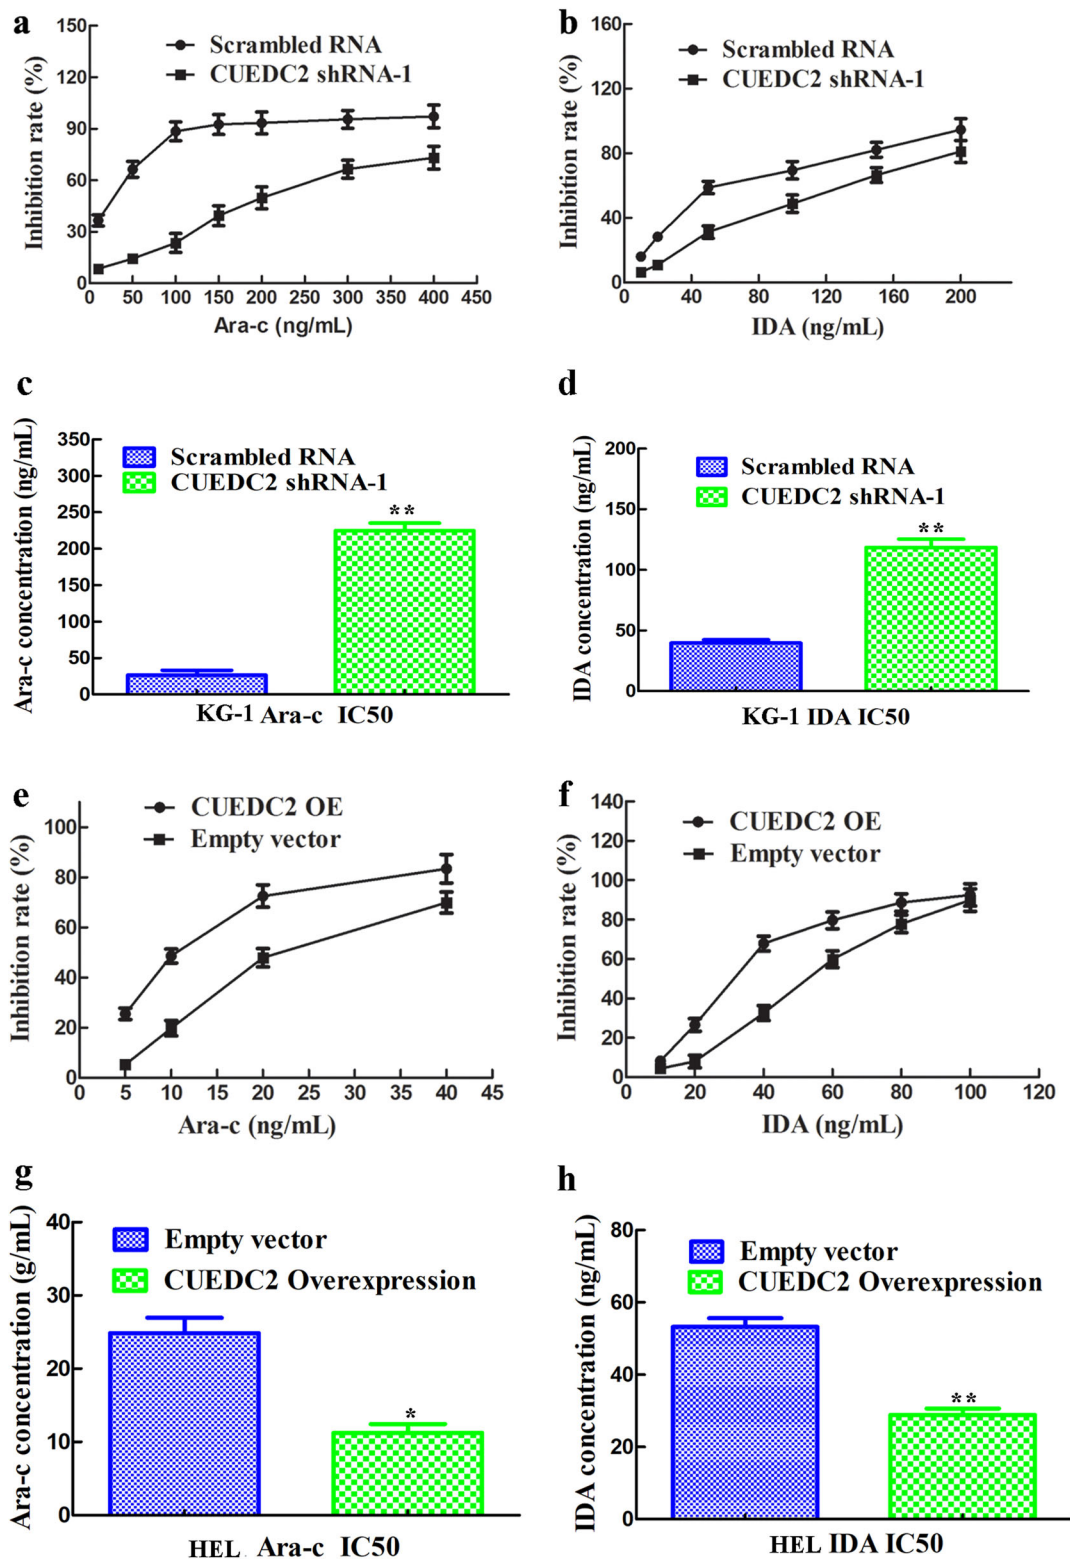 a
150
120
90
60
30
0
Inhibition rate (%)
Scrambled RNA
CUEDC2 shRNA-1
0 50 100 150 200 250 300 350 400 450
Ara-c (ng/mL)
b
160
120
80
40
0
Inhibition rate (%)
Scrambled RNA
CUEDC2 shRNA-1
0 40 80 120 160 200
IDA (ng/mL)
c
350
300
250
200
150
100
50
0
Ara-c concentration (ng/mL)
Scrambled RNA
CUEDC2 shRNA-1
**
KG-1 Ara-c IC50
d
200
150
100
50
0
IDA concentration (ng/mL)
Scrambled RNA
CUEDC2 shRNA-1
**
KG-1 IDA IC50
e
100
80
60
40
20
0
Inhibition rate (%)
CUEDC2 OE
Empty vector
0 5 10 15 20 25 30 35 40 45
Ara-c (ng/mL)
f
140
120
100
80
60
40
20
0
Inhibition rate (%)
CUEDC2 OE
Empty vector
0 20 40 60 80 100 120
IDA (ng/mL)
g
40
30
20
10
0
Ara-c concentration (g/mL)
Empty vector
CUEDC2 Overexpression
*
HEL Ara-c IC50
h
80
60
40
20
0
IDA concentration (ng/mL)
Empty vector
CUEDC2 Overexpression
**
HEL IDA IC50